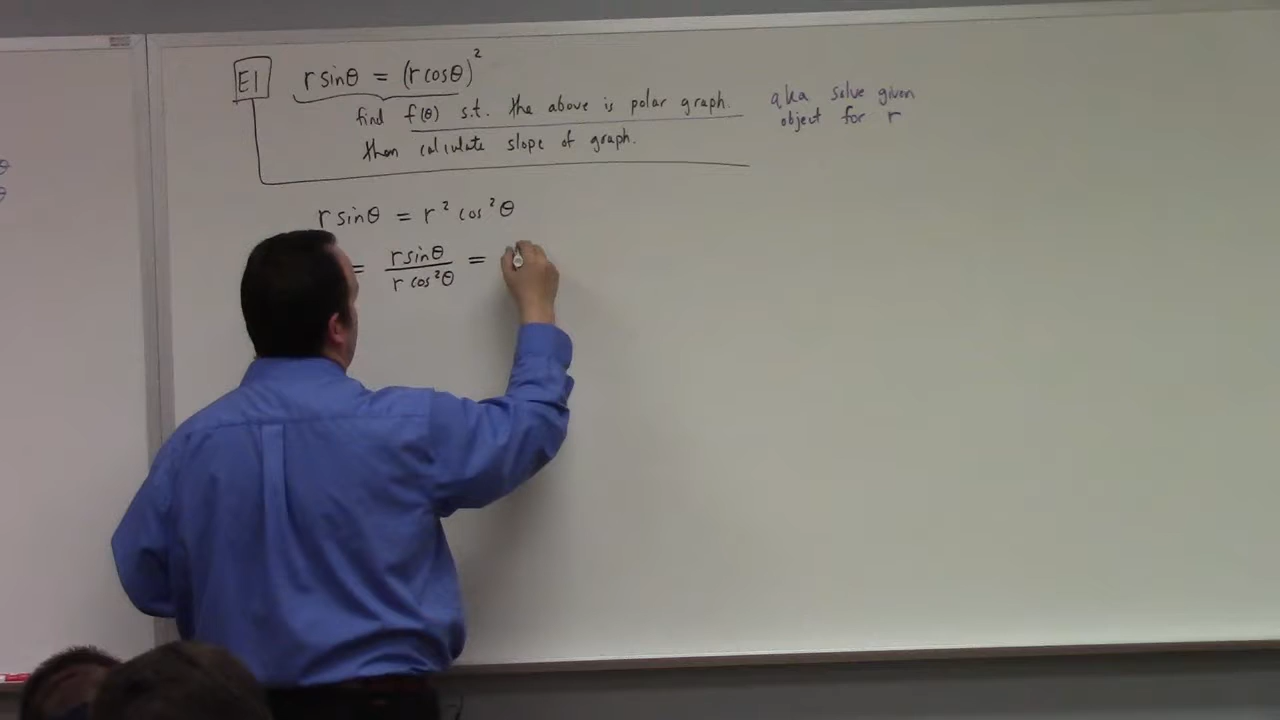 E1 r sinθ = (r cosθ)²
find f(θ) s.t. the above is polar graph.
then calculate slope of graph.
aka solve given
object for r
r sinθ = r² cos²θ
= r sinθ / r cos²θ =
θ
θ